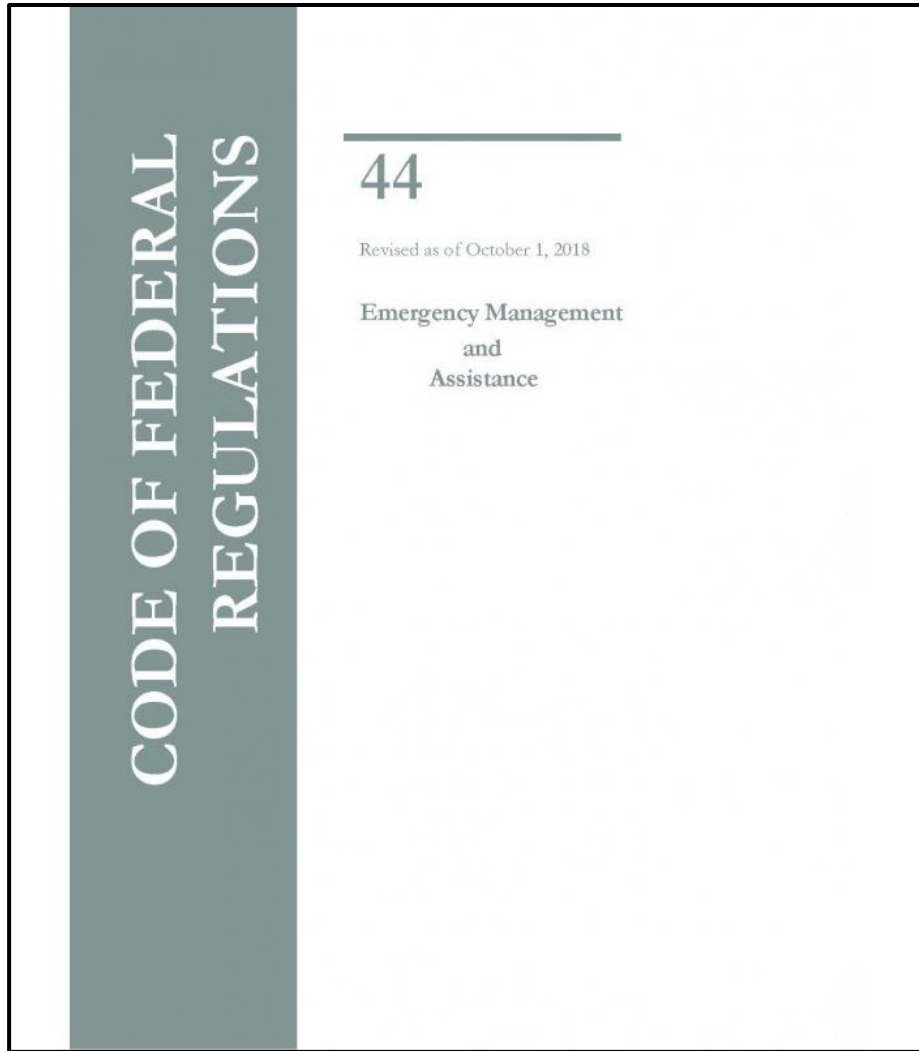 CODE OF FEDERAL
REGULATIONS
44
Revised as of October 1, 2018
Emergency Management
and
Assistance